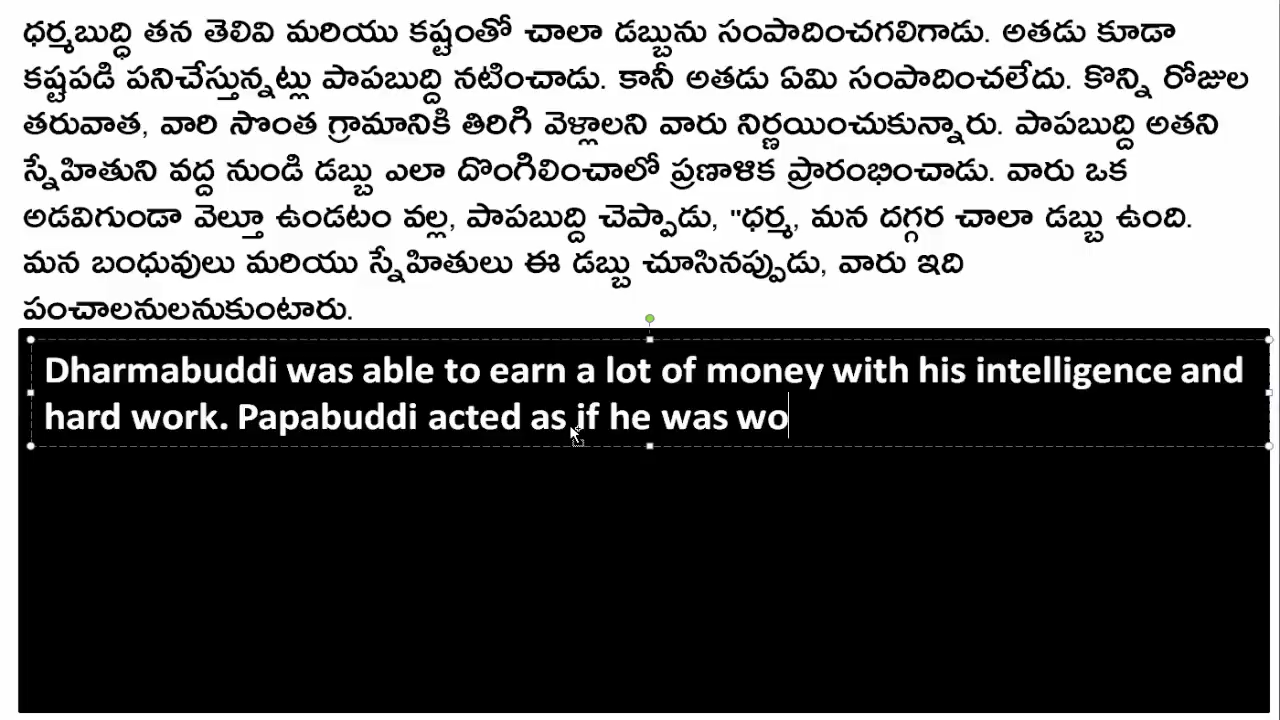 ధర్మబుద్ధి తన తెలివి మరియు కష్టంతో చాలా డబ్బును సంపాదించగలిగాడు. అతడు కూడా
కష్టపడి పనిచేస్తున్నట్లు పాపబుద్ది నటించాడు. కానీ అతడు ఏమి సంపాదించలేదు. కొన్ని రోజుల
తరువాత, వారి సొంత గ్రామానికి తిరిగి వెళ్లాలని వారు నిర్ణయించుకున్నారు. పాపబుద్ది అతని
స్నేహితుని వద్ద నుండి డబ్బు ఎలా దొంగిలించాలో ప్రణాళిక ప్రారంభించాడు. వారు ఒక
అడవిగుండా వెల్తూ ఉండటం వల్ల, పాపబుద్ది చెప్పాడు, "ధర్మ, మన దగ్గర చాలా డబ్బు ఉంది.
మన బంధువులు మరియు స్నేహితులు ఈ డబ్బు చూసినప్పుడు, వారు ఇది
పంచాలనులనుకుంటారు.
Dharmabuddi was able to earn a lot of money with his intelligence and
hard work. Papabuddi acted as if he was wo